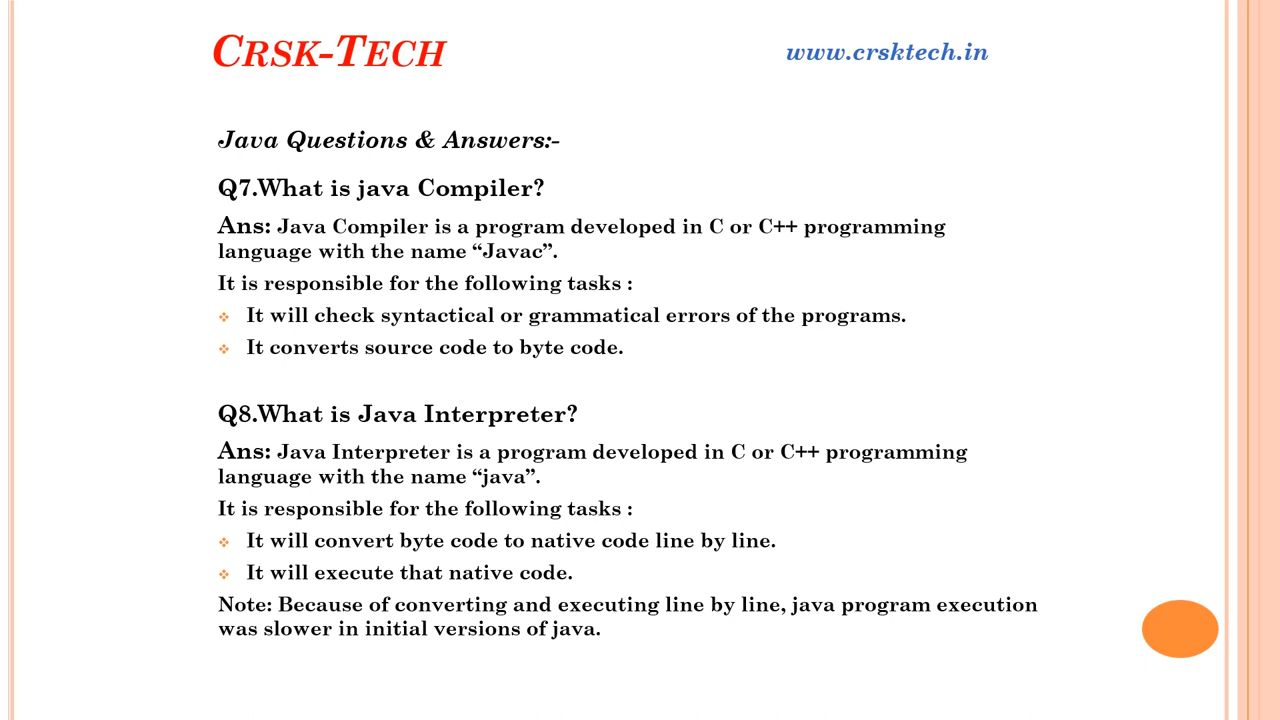 CRSK-TECH
www.crsktech.in
Java Questions & Answers:-
Q7.What is java Compiler?
Ans: Java Compiler is a program developed in C or C++ programming
language with the name “Javac”.
It is responsible for the following tasks :
It will check syntactical or grammatical errors of the programs.
It converts source code to byte code.
Q8.What is Java Interpreter?
Ans: Java Interpreter is a program developed in C or C++ programming
language with the name “java”.
It is responsible for the following tasks :
It will convert byte code to native code line by line.
It will execute that native code.
Note: Because of converting and executing line by line, java program execution
was slower in initial versions of java.